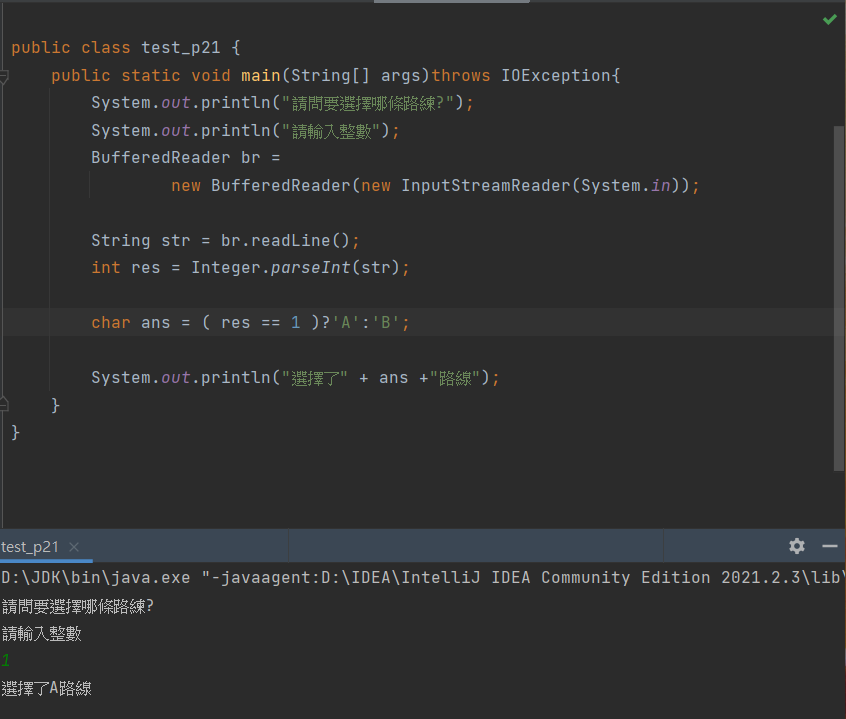 public class test_p21 {
public static void main(String[] args)throws IOException{
System.out.println("請問要選擇哪條路線?");
System.out.println("請輸入整數");
BufferedReader br =
new BufferedReader(new InputStreamReader(System.in));
String str = br.readLine();
int res = Integer.parseInt(str);
char ans = ( res == 1 )?'A':'B';
System.out.println("選擇了" + ans +"路線");
}
}
test_p21
D:\JDK\bin\java.exe "-javaagent:D:\IDEA\IntelliJ IDEA Community Edition 2021.2.3\lib\
請問要選擇哪條路線?
請輸入整數
1
選擇了A路線